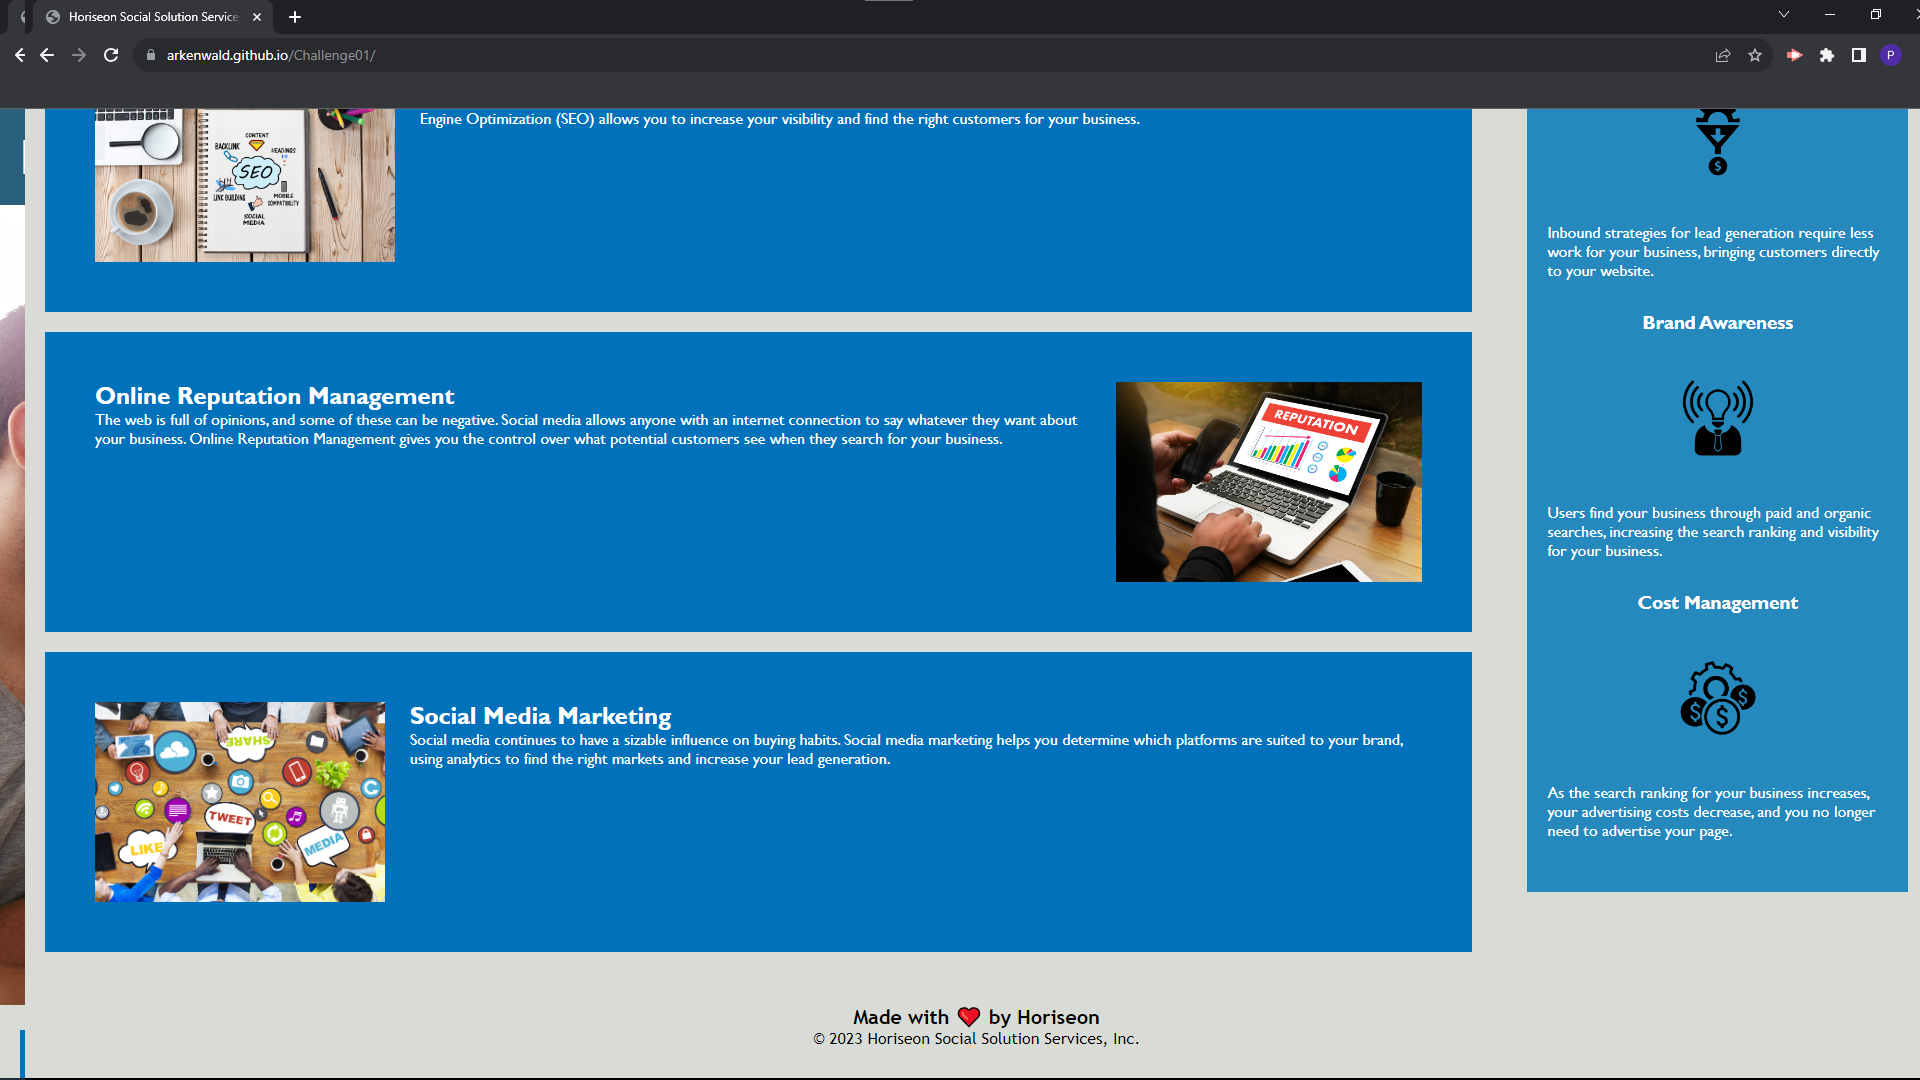 Horiseon Social Solution Service
arkenwald.github.io/Challenge01/
P
Engine Optimization (SEO) allows you to increase your visibility and find the right customers for your business.
CONTENT
BACKLINK
HEADINGS
SEO
LINK BUILDING
MOBILE
COMPATIBILITY
SOCIAL
MEDIA
Online Reputation Management
The web is full of opinions, and some of these can be negative. Social media allows anyone with an internet connection to say whatever they want about
your business. Online Reputation Management gives you the control over what potential customers see when they search for your business.
REPUTATION
Social Media Marketing
Social media continues to have a sizable influence on buying habits. Social media marketing helps you determine which platforms are suited to your brand,
using analytics to find the right markets and increase your lead generation.
SHARE
TWEET
LIKE
MEDIA
$
Inbound strategies for lead generation require less
work for your business, bringing customers directly
to your website.
Brand Awareness
Users find your business through paid and organic
searches, increasing the search ranking and visibility
for your business.
Cost Management
$
$
$
As the search ranking for your business increases,
your advertising costs decrease, and you no longer
need to advertise your page.
Made with ❤️ by Horiseon
© 2023 Horiseon Social Solution Services, Inc.